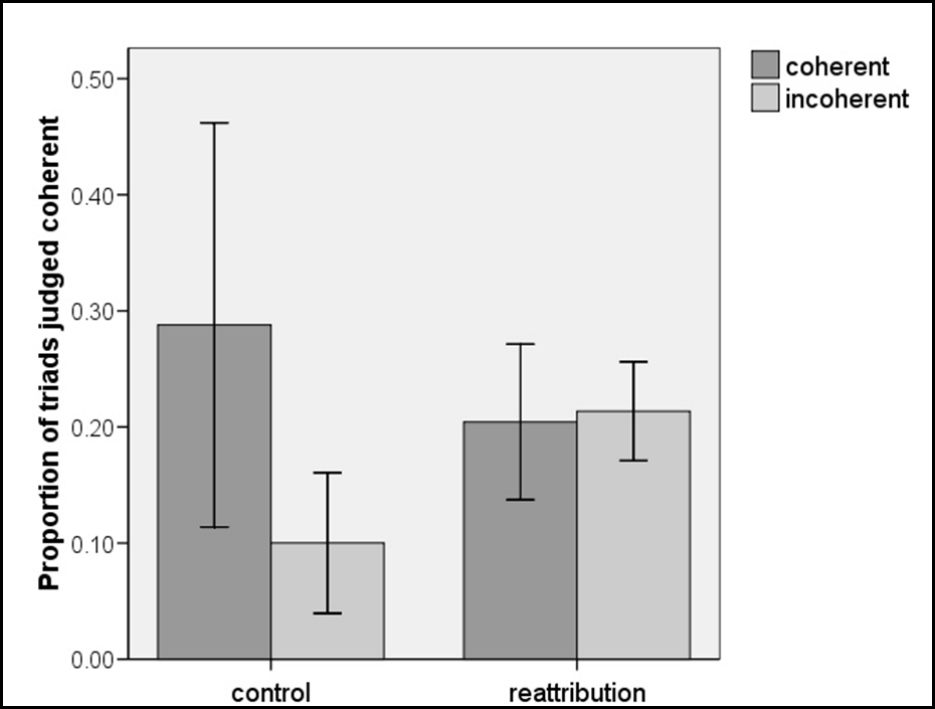 Proportion of triads judged coherent
0.50
0.40
0.30
0.20
0.10
0.00
control
reattribution
coherent
incoherent